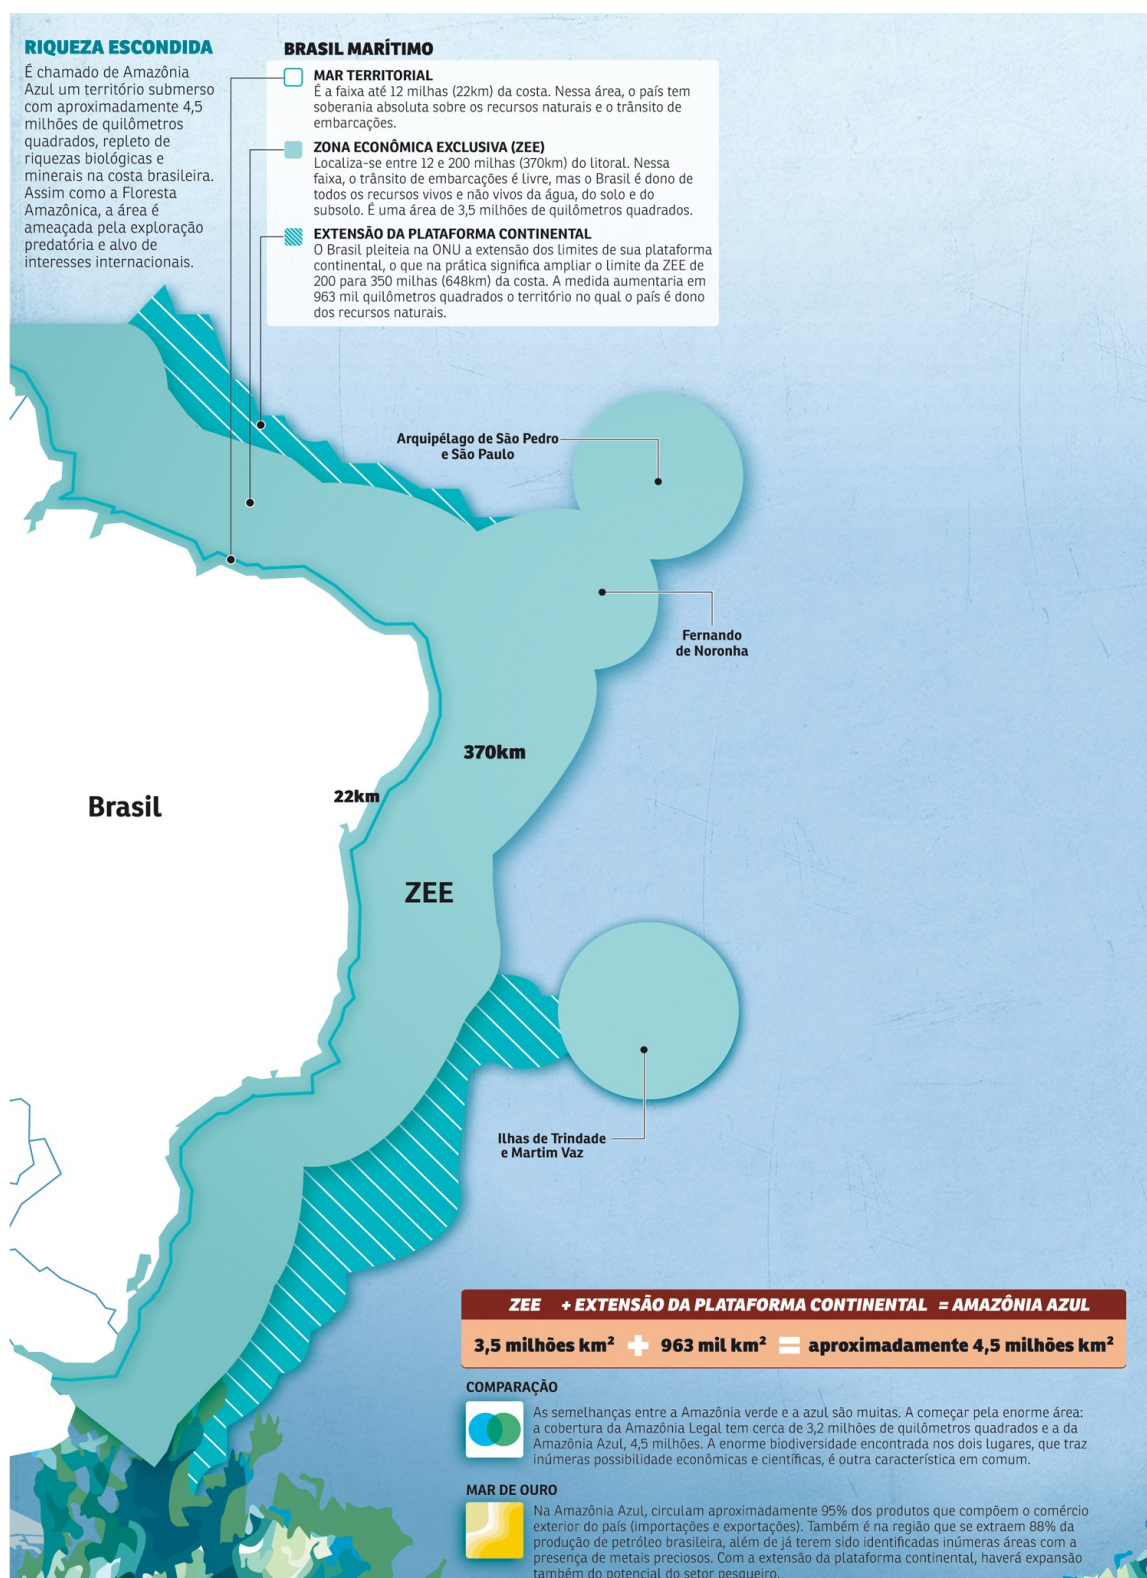 RIQUEZA ESCONDIDA
É chamado de Amazônia
Azul um território submerso
com aproximadamente 4,5
milhões de quilômetros
quadrados, repleto de
riquezas biológicas e
minerais na costa brasileira.
Assim como a Floresta
Amazônica, a área é
ameaçada pela exploração
predatória e alvo de
interesses internacionais.
BRASIL MARÍTIMO
MAR TERRITORIAL
É a faixa até 12 milhas (22km) da costa. Nessa área, o país tem
soberania absoluta sobre os recursos naturais e o trânsito de
embarcações.
ZONA ECONÔMICA EXCLUSIVA (ZEE)
Localiza-se entre 12 e 200 milhas (370km) do litoral. Nessa
faixa, o trânsito de embarcações é livre, mas o Brasil é dono de
todos os recursos vivos e não vivos da água, do solo e do
subsolo. É uma área de 3,5 milhões de quilômetros quadrados.
EXTENSÃO DA PLATAFORMA CONTINENTAL
O Brasil pleiteia na ONU a extensão dos limites de sua plataforma
continental, o que na prática significa ampliar o limite da ZEE de
200 para 350 milhas (648km) da costa. A medida aumentaria em
963 mil quilômetros quadrados o território no qual o país é dono
dos recursos naturais.
Arquipélago de São Pedro
e São Paulo
Fernando
de Noronha
370km
22km
Brasil
ZEE
Ilhas de Trindade
e Martim Vaz
ZEE + EXTENSÃO DA PLATAFORMA CONTINENTAL = AMAZÔNIA AZUL
3,5 milhões km² + 963 mil km² = aproximadamente 4,5 milhões km²
COMPARAÇÃO
As semelhanças entre a Amazônia verde e a azul são muitas. A começar pela enorme área:
a cobertura da Amazônia Legal tem cerca de 3,2 milhões de quilômetros quadrados e a da
Amazônia Azul, 4,5 milhões. A enorme biodiversidade encontrada nos dois lugares, que traz
inúmeras possibilidade econômicas e científicas, é outra característica em comum.
MAR DE OURO
Na Amazônia Azul, circulam aproximadamente 95% dos produtos que compõem o comércio
exterior do país (importações e exportações). Também é na região que se extraem 88% da
produção de petróleo brasileira, além de já terem sido identificadas inúmeras áreas com a
presença de metais preciosos. Com a extensão da plataforma continental, haverá expansão
também do potencial do setor pesqueiro.